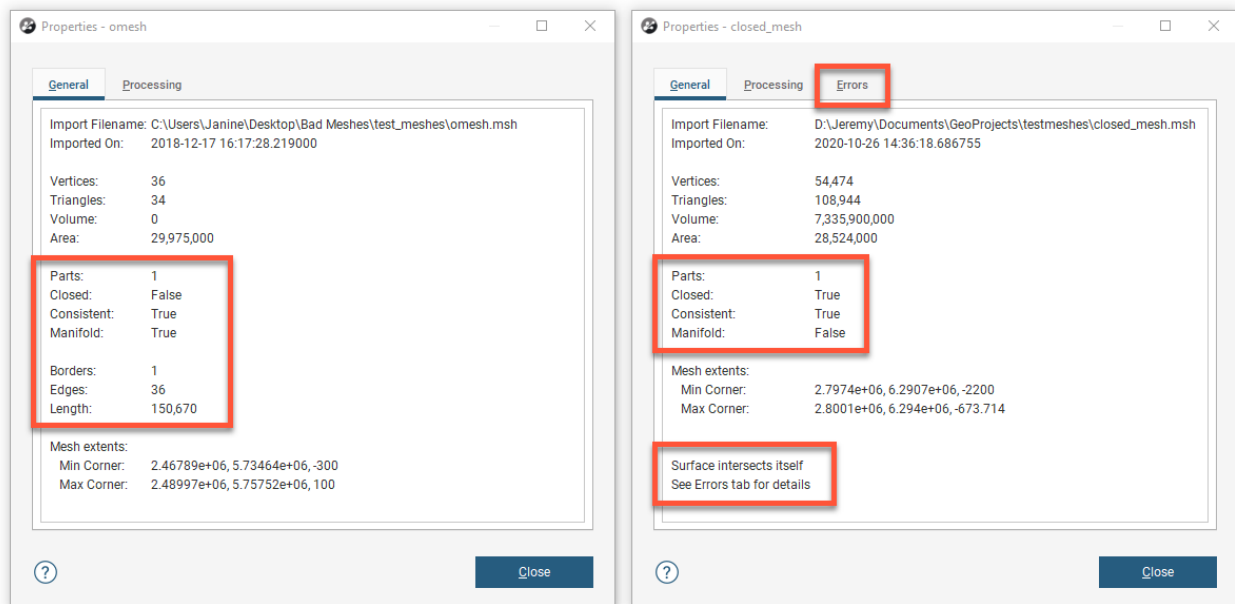 Properties - omesh
General Processing
Import Filename: C:\Users\Janine\Desktop\Bad Meshes\test_meshes\omesh.msh
Imported On: 2018-12-17 16:17:28.219000
Vertices: 36
Triangles: 34
Volume: 0
Area: 29,975,000
Parts: 1
Closed: False
Consistent: True
Manifold: True
Borders: 1
Edges: 36
Length: 150,670
Mesh extents:
Min Corner: 2.46789e+06, 5.73464e+06, -300
Max Corner: 2.48997e+06, 5.75752e+06, 100
?
Close
Properties - closed_mesh
General Processing Errors
Import Filename: D:\Jeremy\Documents\GeoProjects\testmeshes\closed_mesh.msh
Imported On: 2020-10-26 14:36:18.686755
Vertices: 54,474
Triangles: 108,944
Volume: 7,335,900,000
Area: 28,524,000
Parts: 1
Closed: True
Consistent: True
Manifold: False
Mesh extents:
Min Corner: 2.7974e+06, 6.2907e+06, -2200
Max Corner: 2.8001e+06, 6.294e+06, -673.714
Surface intersects itself
See Errors tab for details
?
Close